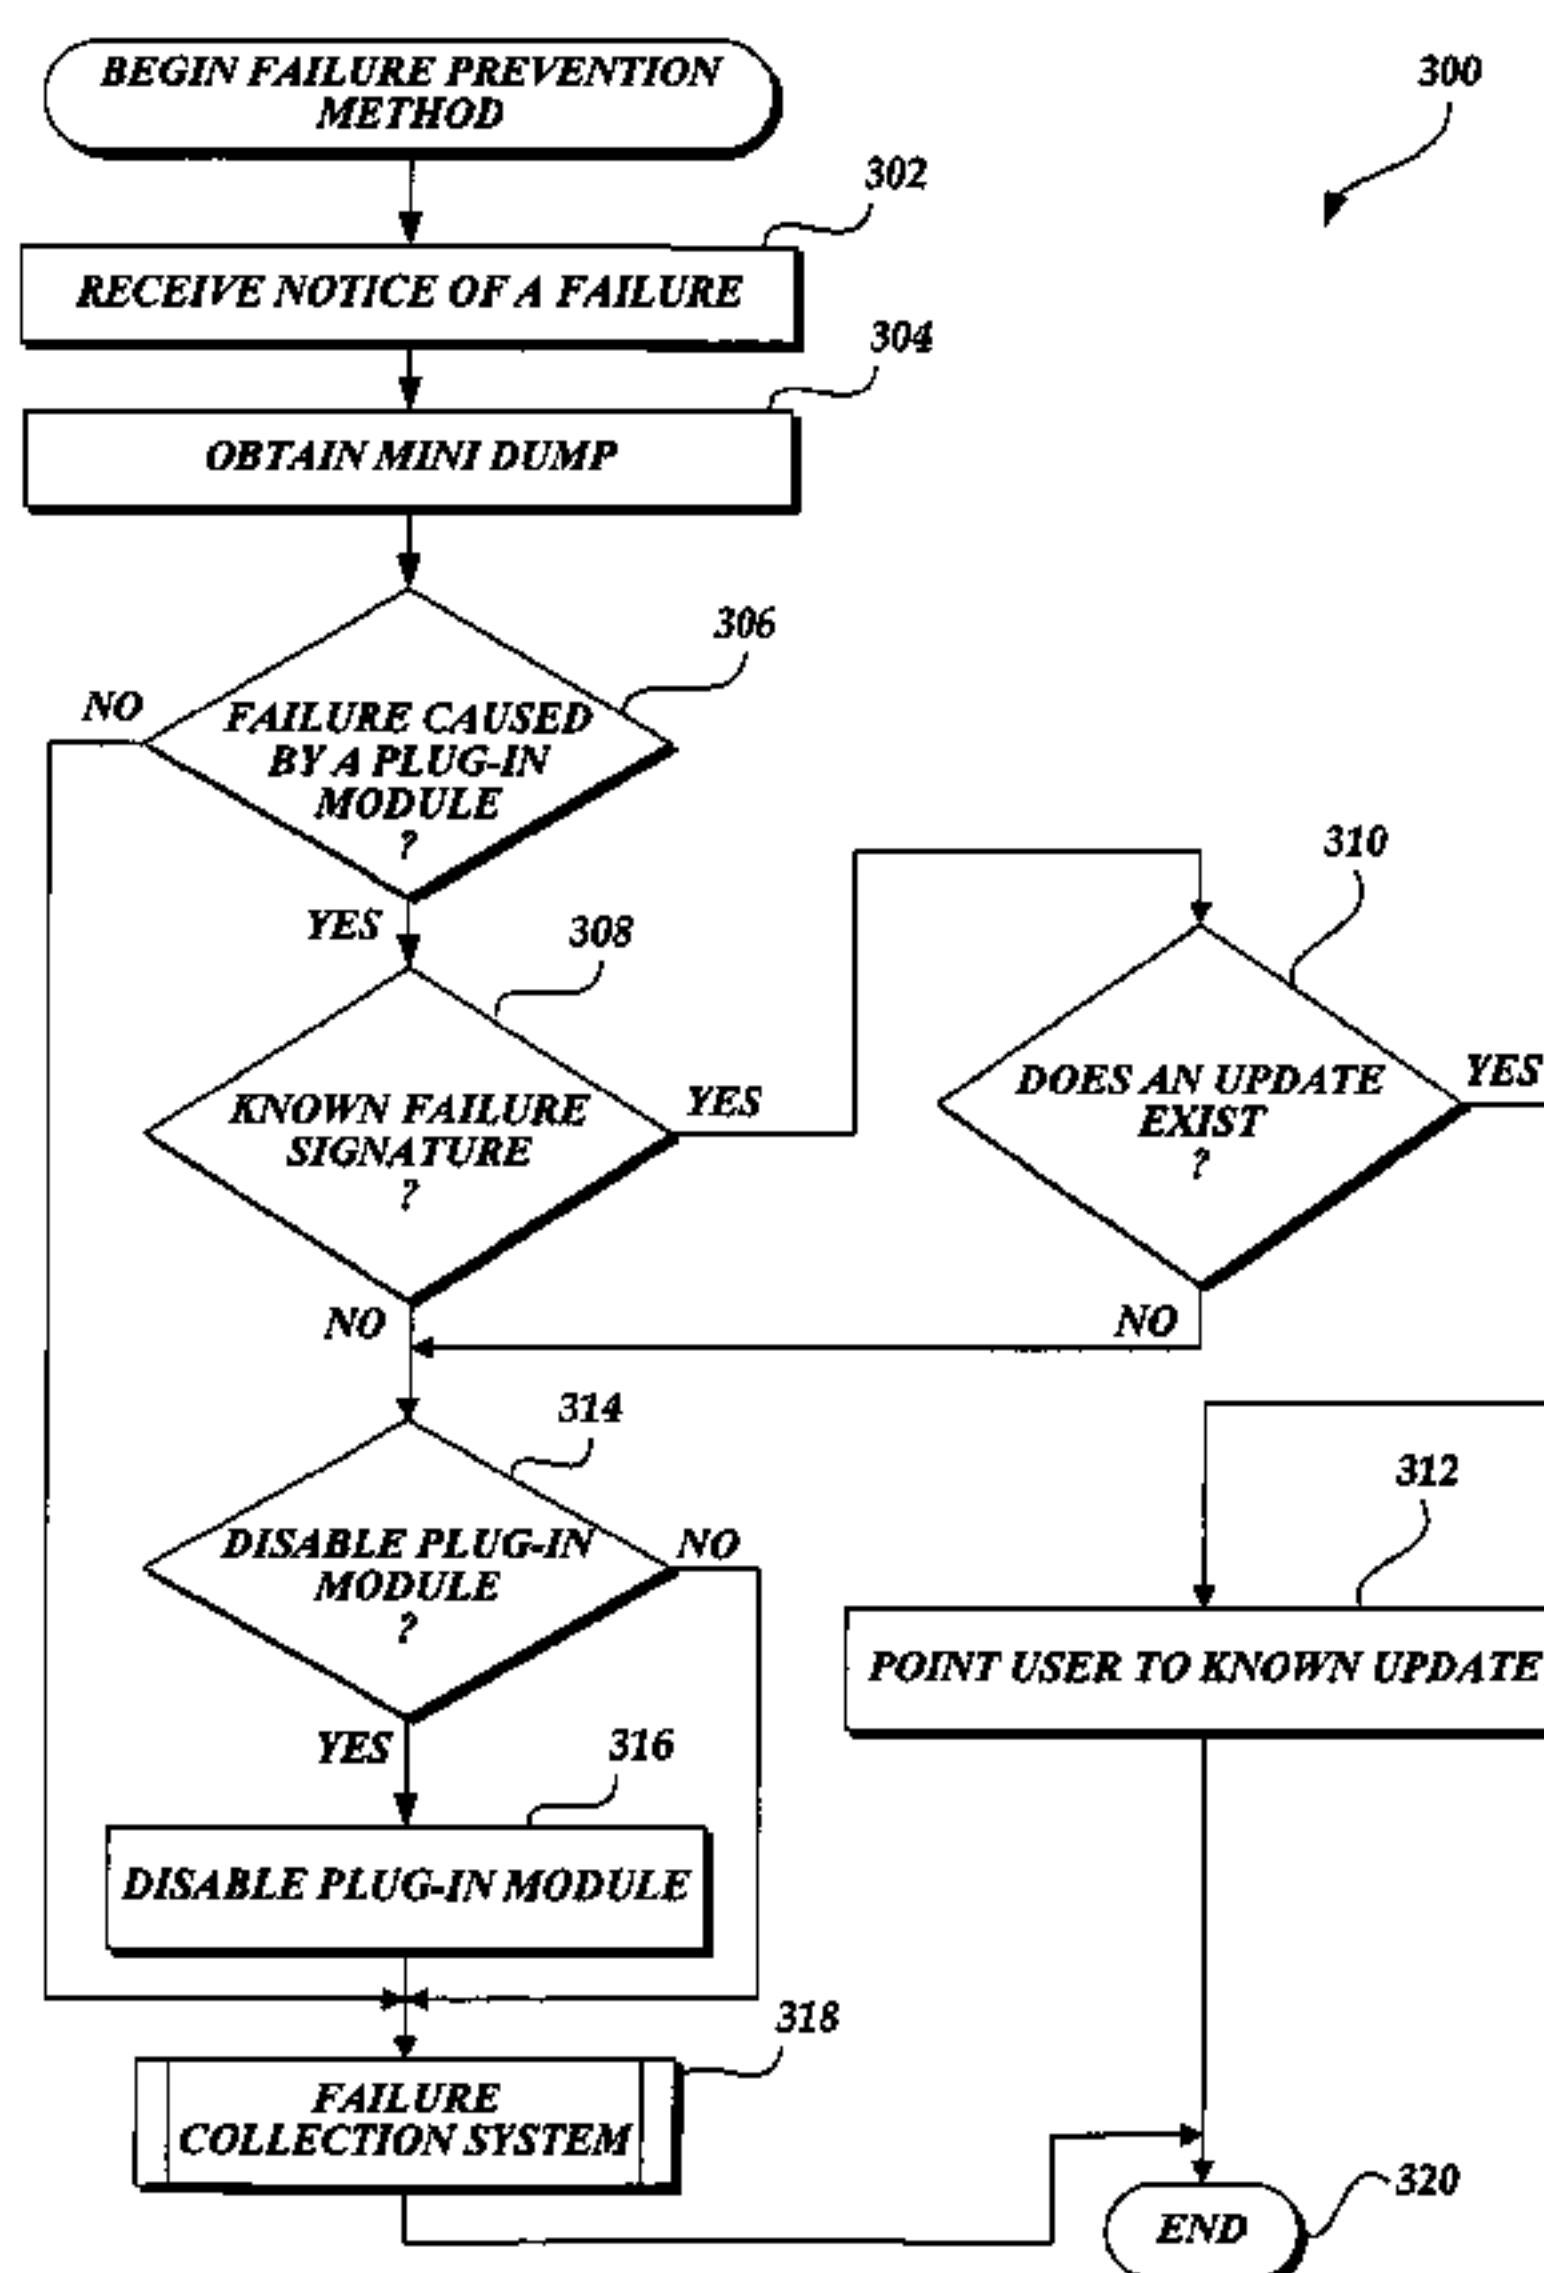 BEGIN FAILURE PREVENTION
METHOD
300
302
RECEIVE NOTICE OF A FAILURE
304
OBTAIN MINI DUMP
306
NO
FAILURE CAUSED
BY A PLUG-IN
MODULE
?
YES
308
310
KNOWN FAILURE
SIGNATURE
?
YES
DOES AN UPDATE
EXIST
?
YES
NO
NO
314
312
DISABLE PLUG-IN
MODULE
?
NO
POINT USER TO KNOWN UPDATE
YES
316
DISABLE PLUG-IN MODULE
318
FAILURE
COLLECTION SYSTEM
320
END